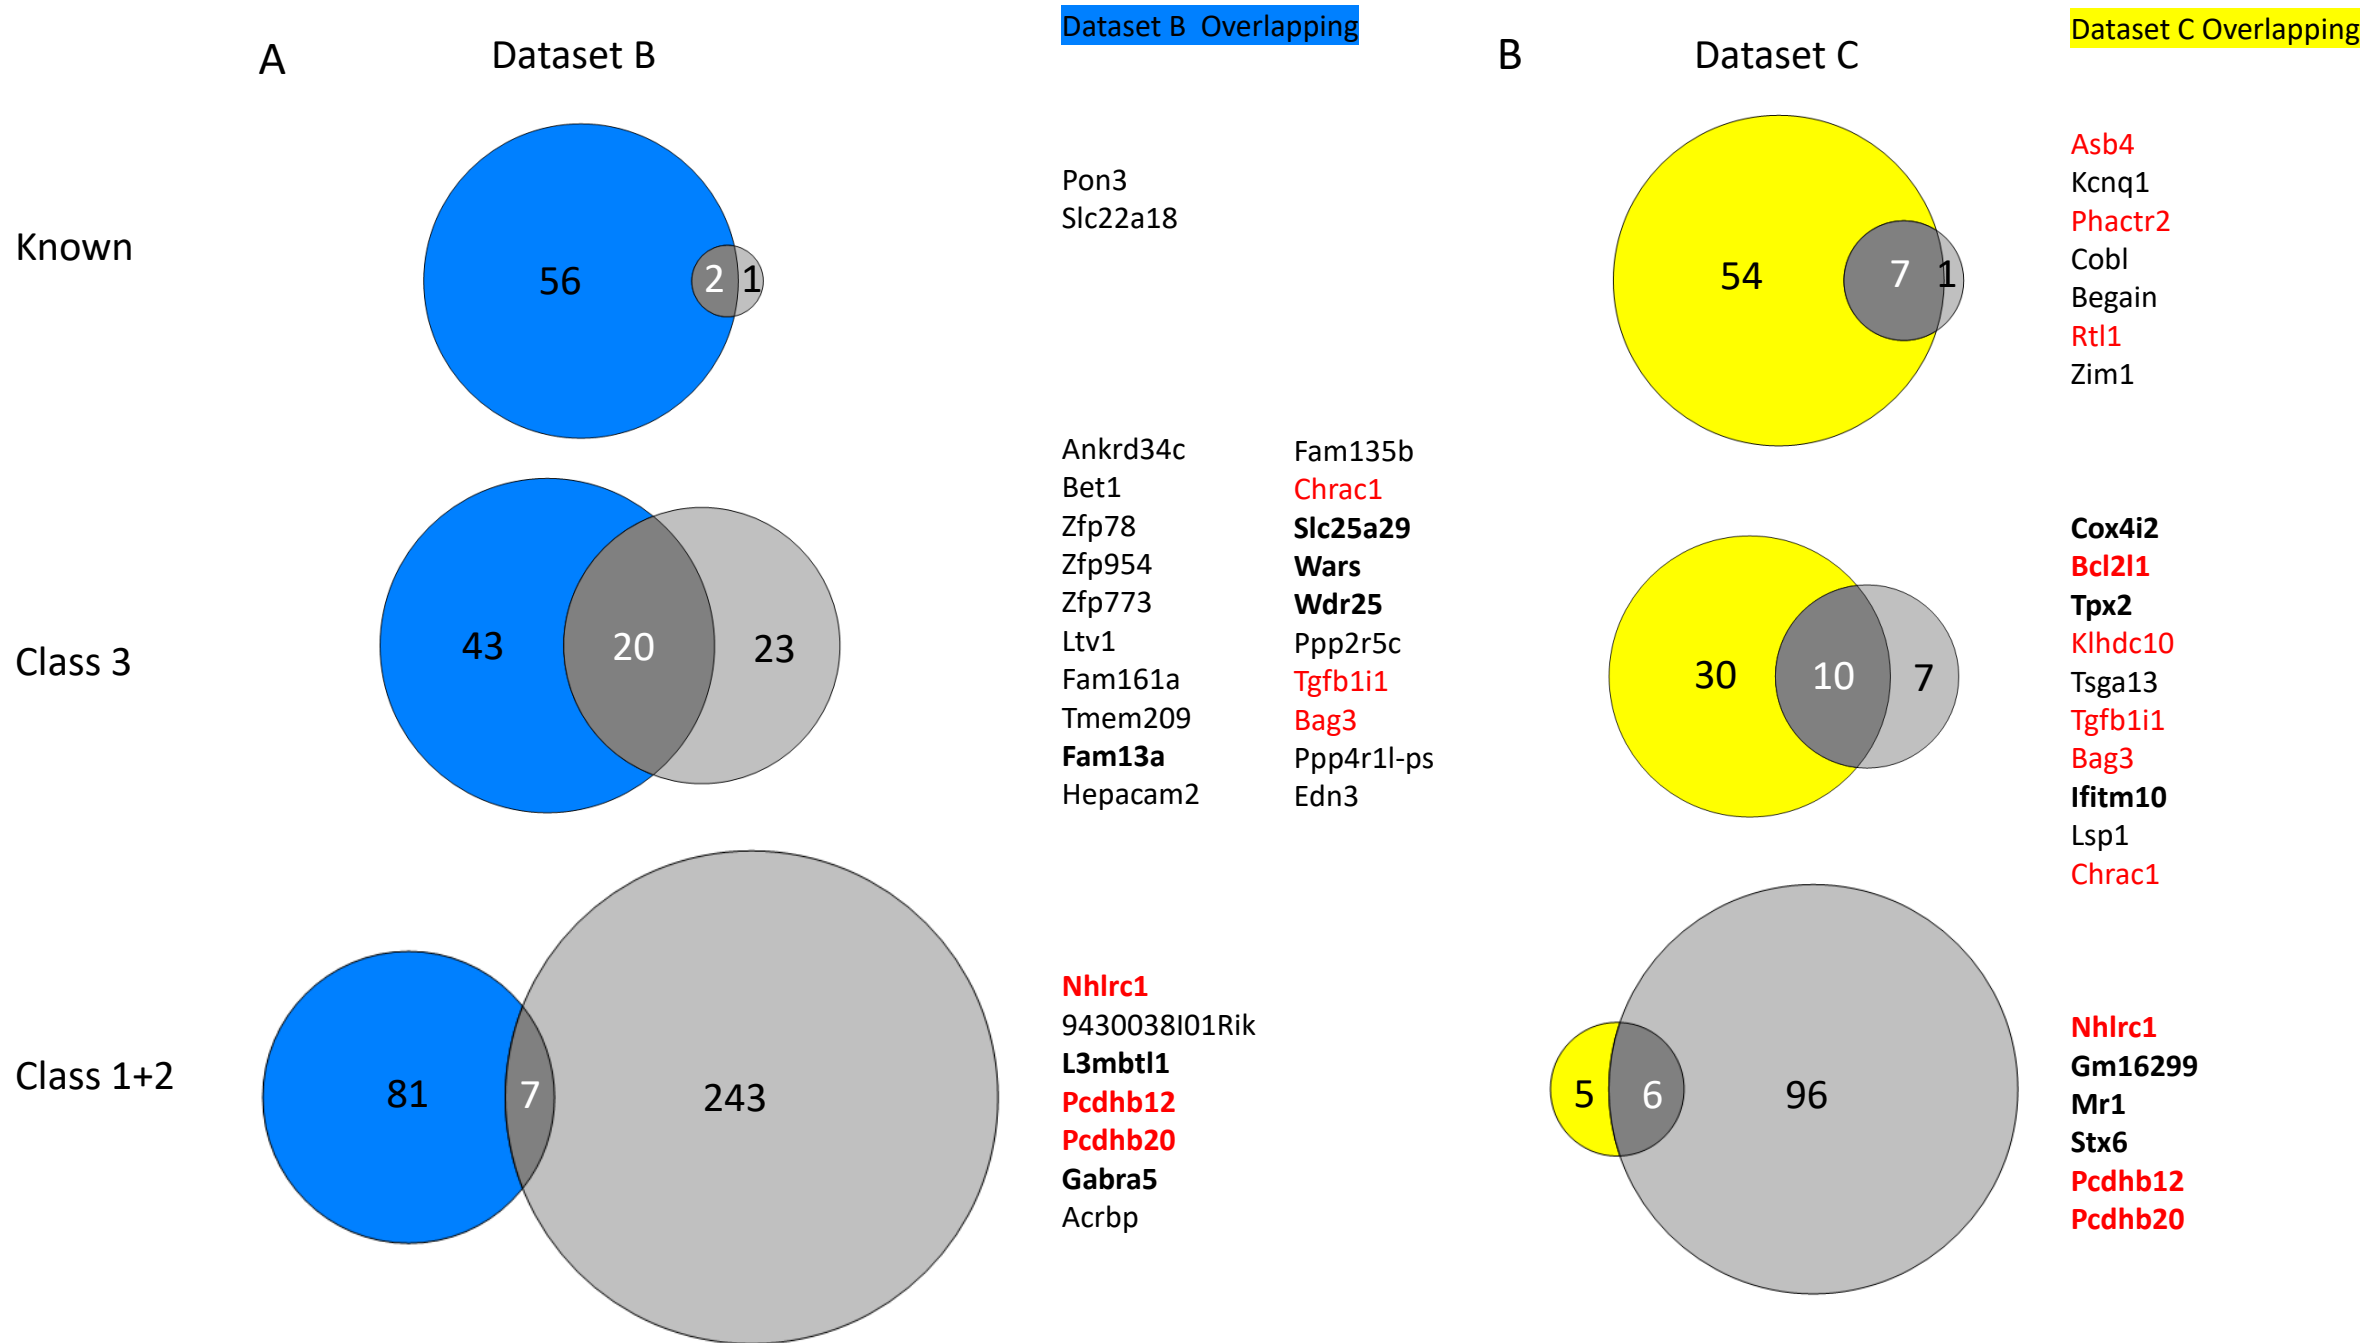 A
Dataset B
Dataset B Overlapping
B
Dataset C
Dataset C Overlapping
Known
56
2
1
Pon3
Slc22a18
54
7
1
Asb4
Kcnq1
Phactr2
Cobl
Begain
Rtl1
Zim1
Class 3
43
20
23
Ankrd34c
Bet1
Zfp78
Zfp954
Zfp773
Ltv1
Fam161a
Tmem209
Fam13a
Hepacam2
Fam135b
Chrac1
Slc25a29
Wars
Wdr25
Ppp2r5c
Tgfb1i1
Bag3
Ppp4r1l-ps
Edn3
30
10
7
Cox4i2
Bcl2l1
Tpx2
Klhdc10
Tsga13
Tgfb1i1
Bag3
Ifitm10
Lsp1
Chrac1
Class 1+2
81
7
243
Nhlrc1
9430038I01Rik
L3mbtl1
Pcdhb12
Pcdhb20
Gabra5
Acrbp
5
6
96
Nhlrc1
Gm16299
Mr1
Stx6
Pcdhb12
Pcdhb20